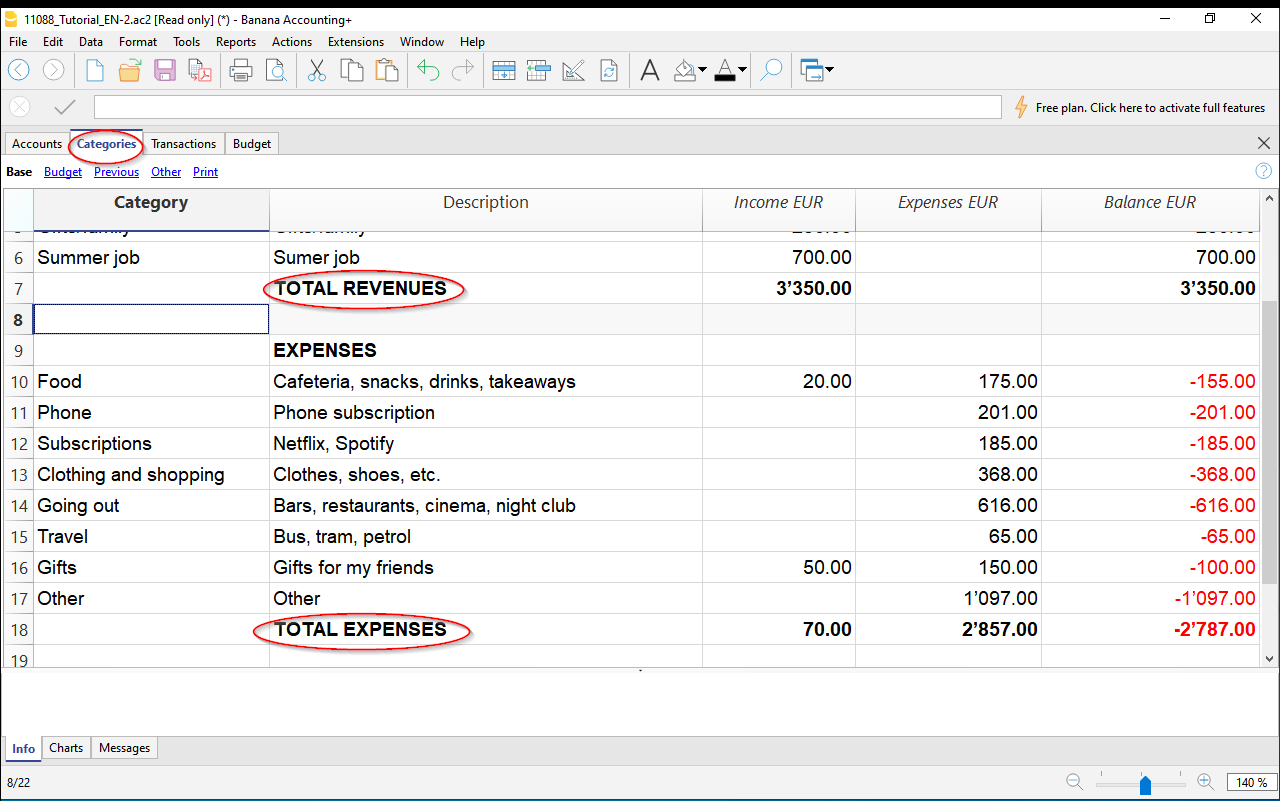 11088_Tutorial_EN-2.ac2 [Read only] (*) - Banana Accounting+
File Edit Data Format Tools Reports Actions Extensions Window Help
Free plan. Click here to activate full features
Accounts Categories Transactions Budget
Base Budget Previous Other Print
Category Description Income EUR Expenses EUR Balance EUR
6 Summer job Sumer job 700.00 700.00
7 TOTAL REVENUES 3’350.00 3’350.00
8
9 EXPENSES
10 Food Cafeteria, snacks, drinks, takeaways 20.00 175.00 -155.00
11 Phone Phone subscription 201.00 -201.00
12 Subscriptions Netflix, Spotify 185.00 -185.00
13 Clothing and shopping Clothes, shoes, etc. 368.00 -368.00
14 Going out Bars, restaurants, cinema, night club 616.00 -616.00
15 Travel Bus, tram, petrol 65.00 -65.00
16 Gifts Gifts for my friends 50.00 150.00 -100.00
17 Other Other 1’097.00 -1’097.00
18 TOTAL EXPENSES 70.00 2’857.00 -2’787.00
19
Info Charts Messages
8/22 140 %